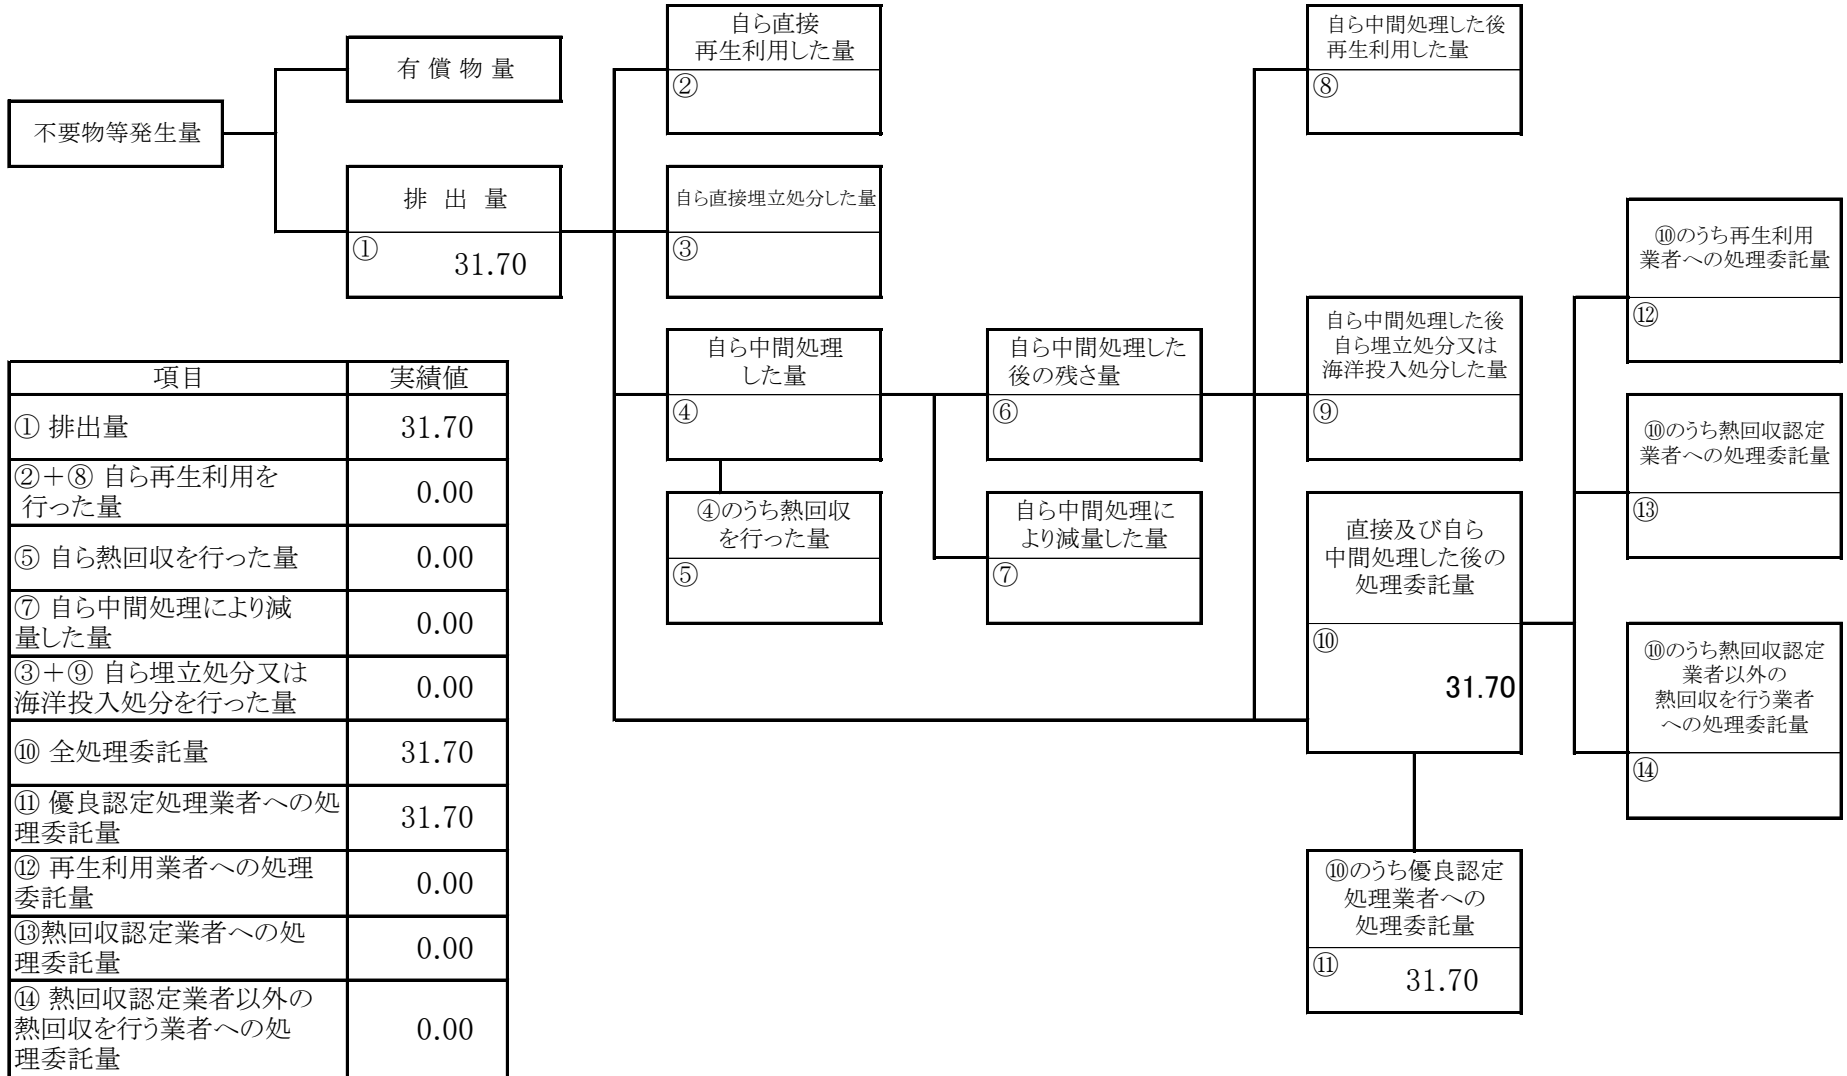 自ら直接
再生利用した量
②
自ら中間処理した後
再生利用した量
⑧
有 償 物 量
不要物等発生量
排 出 量
①
31.70
自ら直接埋立処分した量
③
⑩のうち再生利用
業者への処理委託量
⑫
自ら中間処理
した量
④
自ら中間処理した
後の残さ量
⑥
自ら中間処理した後
自ら埋立処分又は
海洋投入処分した量
⑨
⑩のうち熱回収認定
業者への処理委託量
⑬
④のうち熱回収
を行った量
⑤
自ら中間処理に
より減量した量
⑦
直接及び自ら
中間処理した後の
処理委託量
⑩
31.70
⑩のうち熱回収認定
業者以外の
熱回収を行う業者
への処理委託量
⑭
⑩のうち優良認定
処理業者への
処理委託量
⑪
31.70
項目 実績値
① 排出量 31.70
②＋⑧ 自ら再生利用を
行った量 0.00
⑤ 自ら熱回収を行った量 0.00
⑦ 自ら中間処理により減
量した量 0.00
③＋⑨ 自ら埋立処分又は
海洋投入処分を行った量 0.00
⑩ 全処理委託量 31.70
⑪ 優良認定処理業者への処
理委託量 31.70
⑫ 再生利用業者への処理
委託量 0.00
⑬熱回収認定業者への処
理委託量 0.00
⑭ 熱回収認定業者以外の
熱回収を行う業者への処
理委託量 0.00